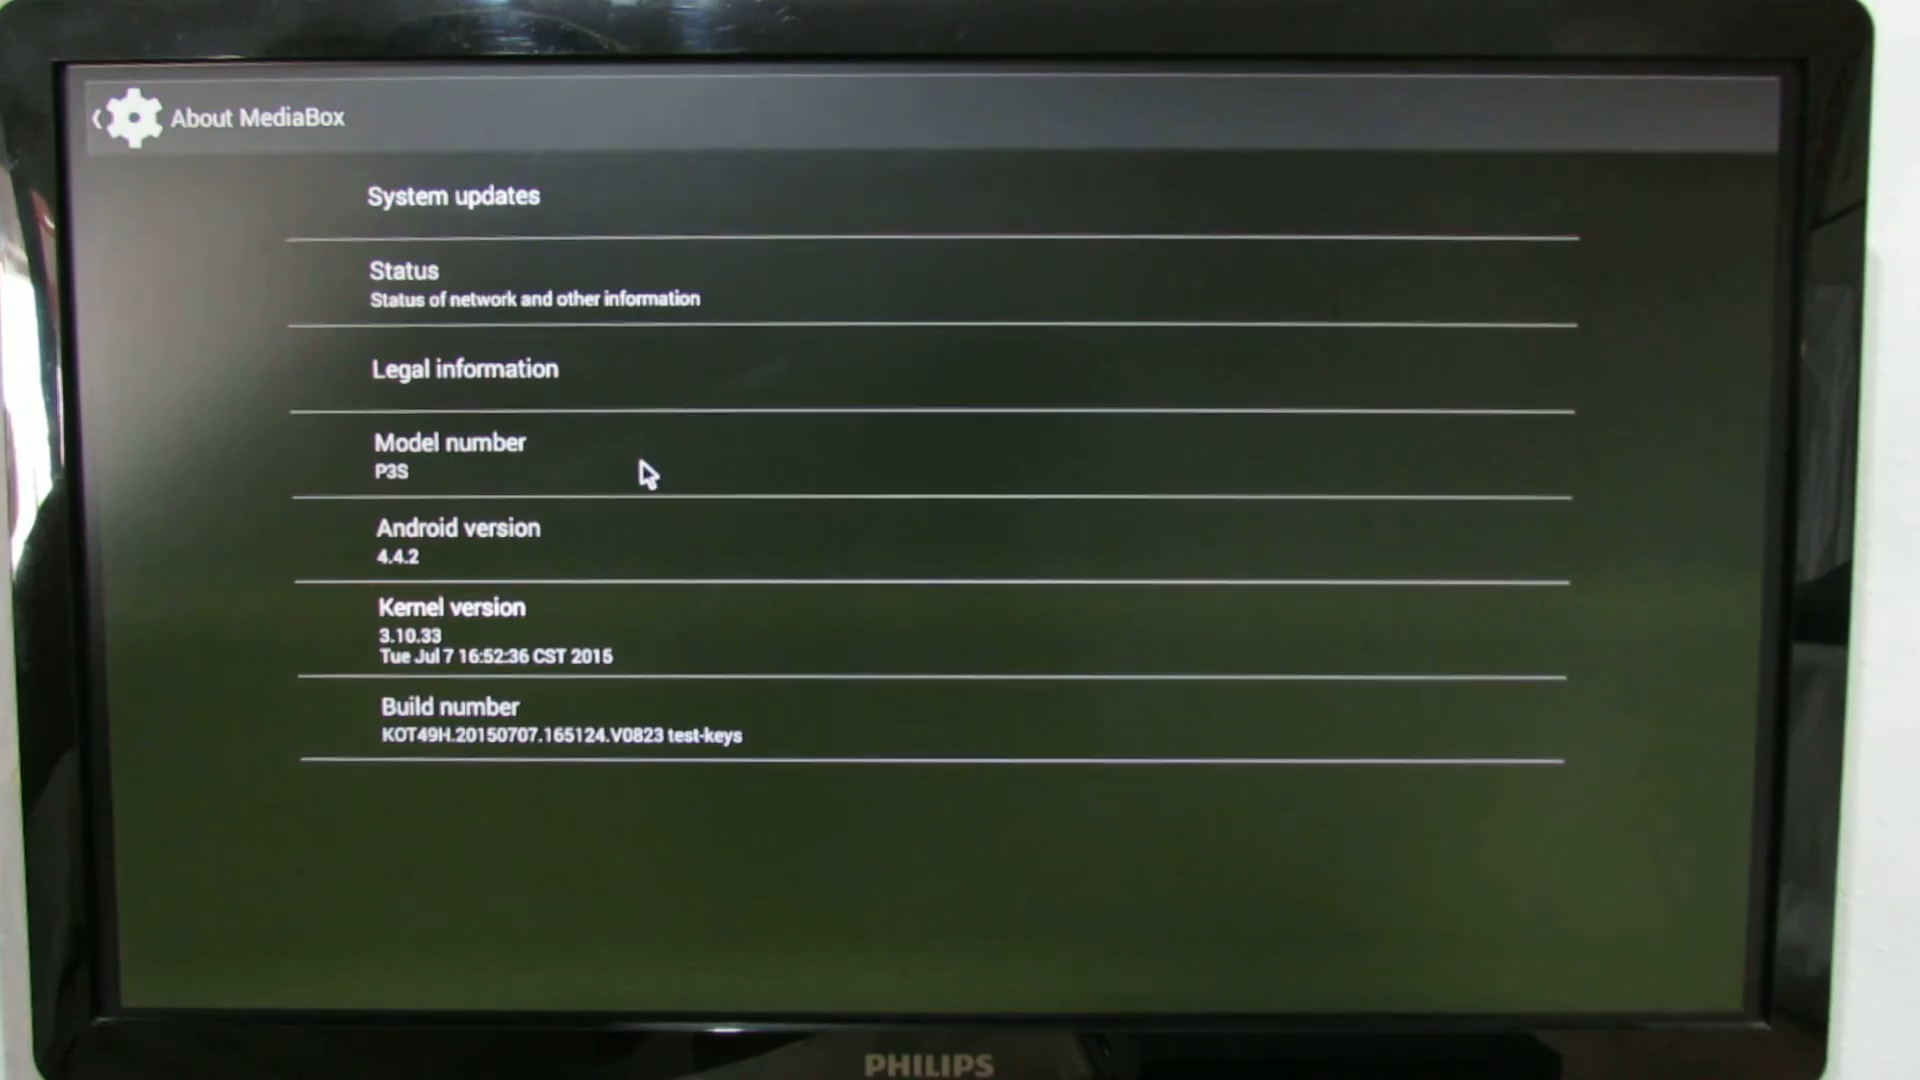 About MediaBox
System updates
Status
Status of network and other information
Legal information
Model number
P3S
Android version
4.4.2
Kernel version
3.10.33
Tue Jul 7 16:52:36 CST 2015
Build number
KOT49H.20150707.165124.V0823 test-keys
PHILIPS